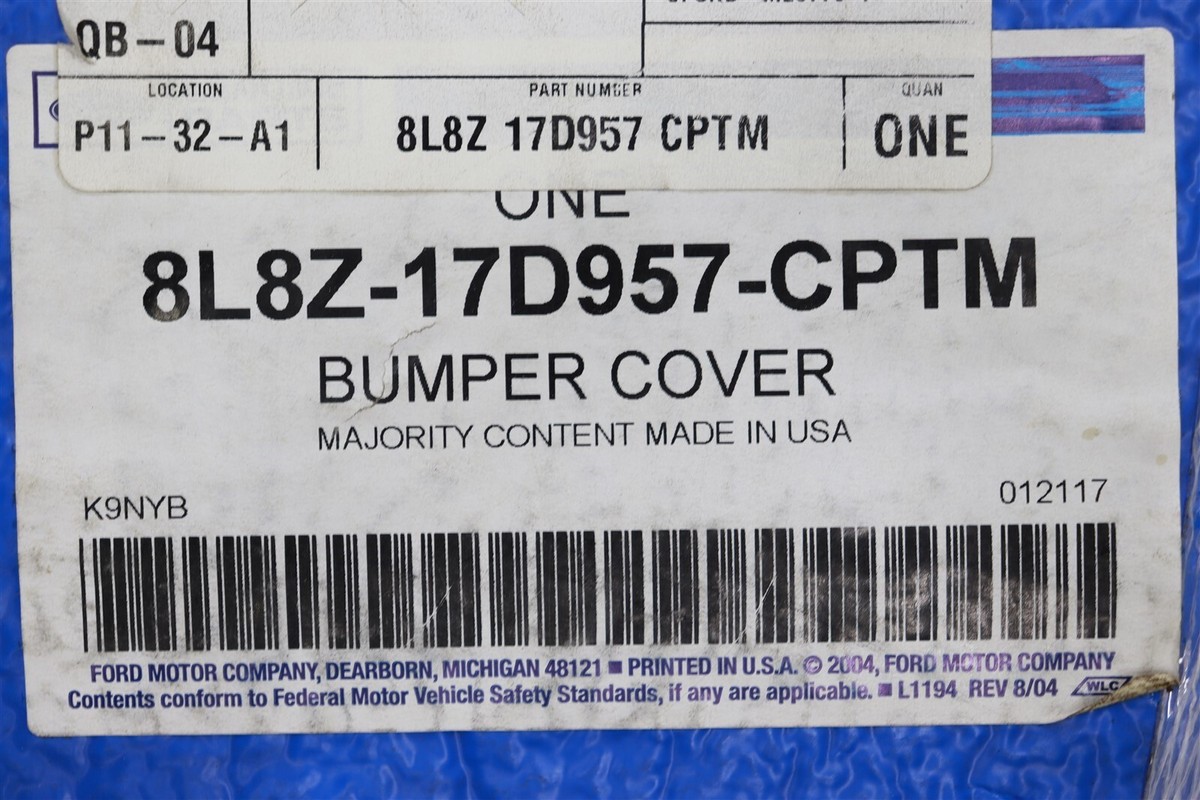 QB-04
LOCATION PART NUMBER QUAN
P11-32-A1 8L8Z 17D957 CPTM ONE
ONE
8L8Z-17D957-CPTM
BUMPER COVER
MAJORITY CONTENT MADE IN USA
K9NYB 012117
FORD MOTOR COMPANY, DEARBORN, MICHIGAN 48121 ■ PRINTED IN U.S.A. © 2004, FORD MOTOR COMPANY
Contents conform to Federal Motor Vehicle Safety Standards, if any are applicable. ■ L1194 REV 8/04 WLC